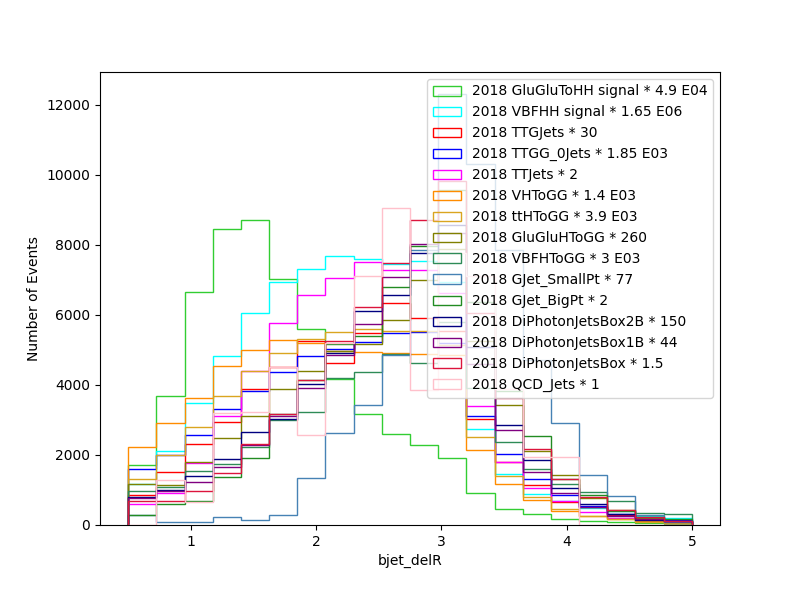 12000
10000
8000
6000
4000
2000
0
Number of Events
1
2
3
4
5
bjet_delR
2018 GluGluToHH signal * 4.9 E04
2018 VBFHH signal * 1.65 E06
2018 TTGJets * 30
2018 TTGG_0Jets * 1.85 E03
2018 TTJets * 2
2018 VHToGG * 1.4 E03
2018 ttHToGG * 3.9 E03
2018 GluGluHToGG * 260
2018 VBFHToGG * 3 E03
2018 GJet_SmallPt * 77
2018 GJet_BigPt * 2
2018 DiPhotonJetsBox2B * 150
2018 DiPhotonJetsBox1B * 44
2018 DiPhotonJetsBox * 1.5
2018 QCD_Jets * 1